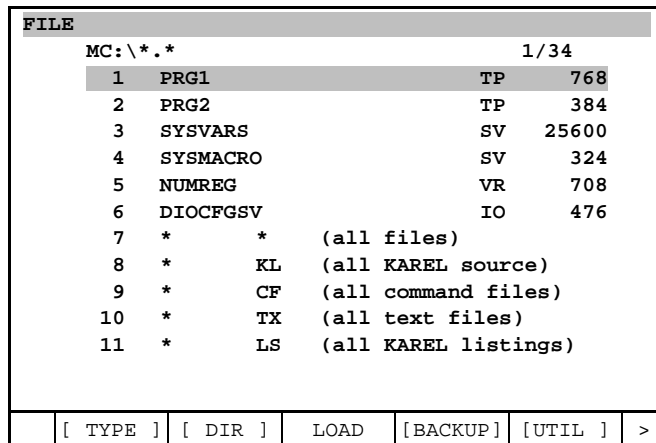 FILE
MC:\*.* 1/34
1 PRG1 TP 768
2 PRG2 TP 384
3 SYSVARS SV 25600
4 SYSMACRO SV 324
5 NUMREG VR 708
6 DIOCFGSV IO 476
7 * * (all files)
8 * KL (all KAREL source)
9 * CF (all command files)
10 * TX (all text files)
11 * LS (all KAREL listings)
[ TYPE ] [ DIR ] LOAD [BACKUP] [UTIL ] >